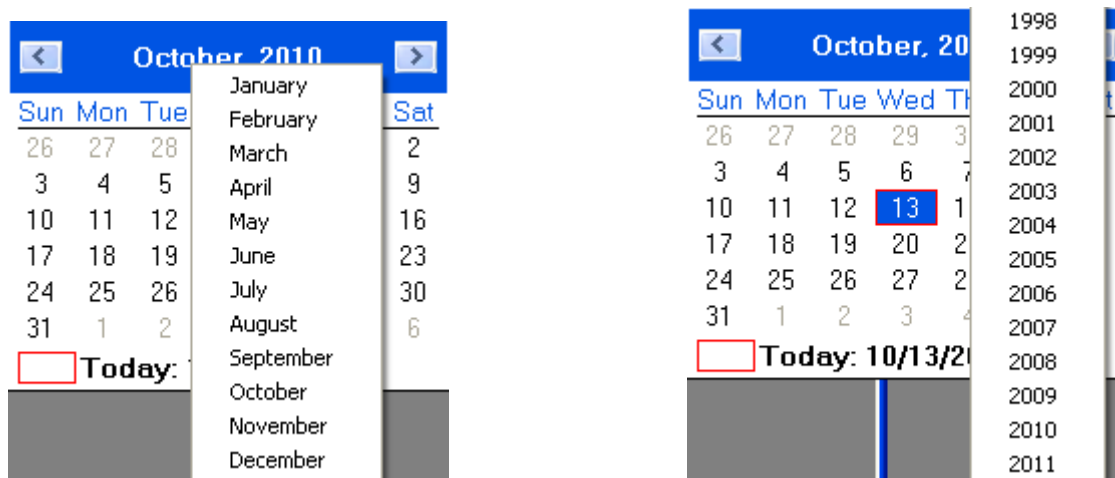 October, 2010
Sun Mon Tue Sat
26 27 28 2
3 4 5 9
10 11 12 16
17 18 19 23
24 25 26 30
31 1 2 6
Today:
January
February
March
April
May
June
July
August
September
October
November
December
October, 20
Sun Mon Tue Wed
26 27 28 29 3
3 4 5 6
10 11 12 13 1
17 18 19 20 2
24 25 26 27 2
31 1 2 3
Today: 10/13/2
1998
1999
2000
2001
2002
2003
2004
2005
2006
2007
2008
2009
2010
2011